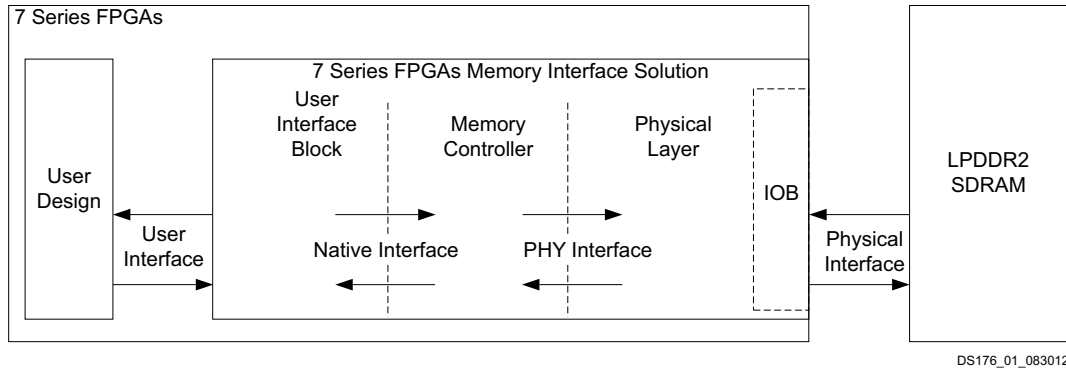 7 Series FPGAs
7 Series FPGAs Memory Interface Solution
User
Interface
Block
Memory
Controller
Physical
Layer
User
Design
IOB
LPDDR2
SDRAM
User
Interface
Native Interface
PHY Interface
Physical
Interface
DS176_01_083012